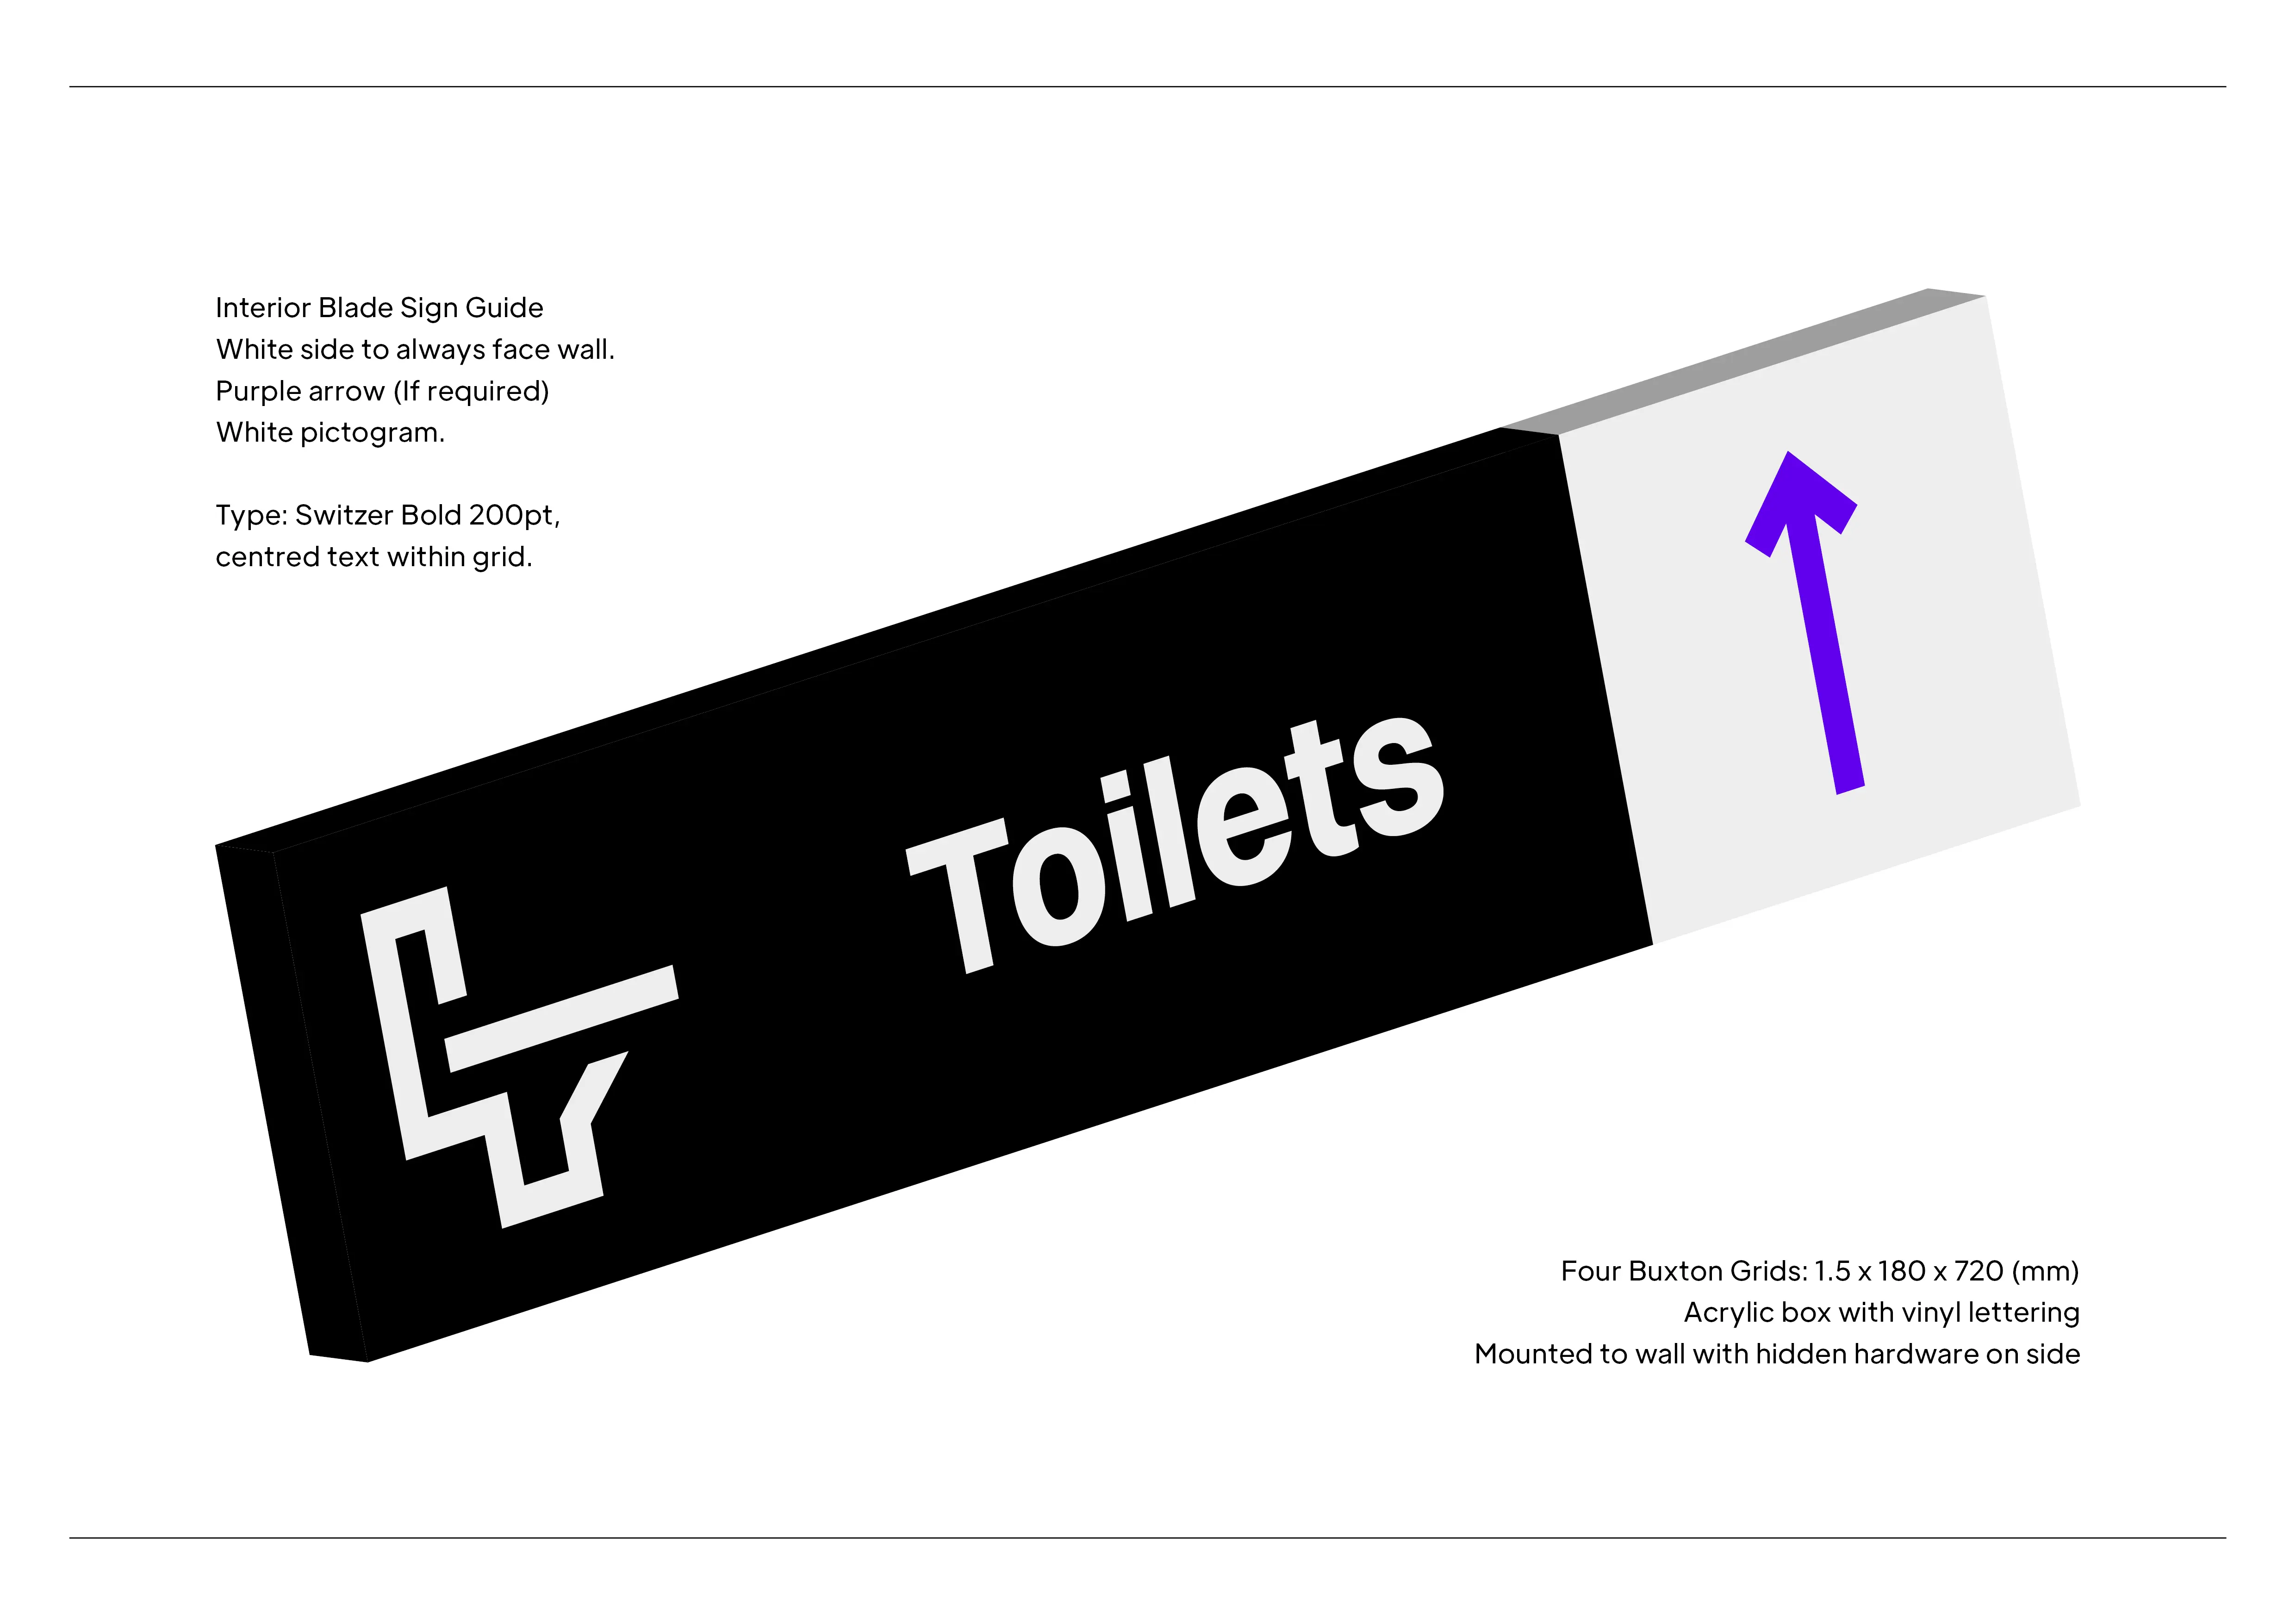 Interior Blade Sign Guide
White side to always face wall.
Purple arrow (If required)
White pictogram.
Type: Switzer Bold 200pt,
centred text within grid.
Toilets
Four Buxton Grids: 1.5 x 180 x 720 (mm)
Acrylic box with vinyl lettering
Mounted to wall with hidden hardware on side